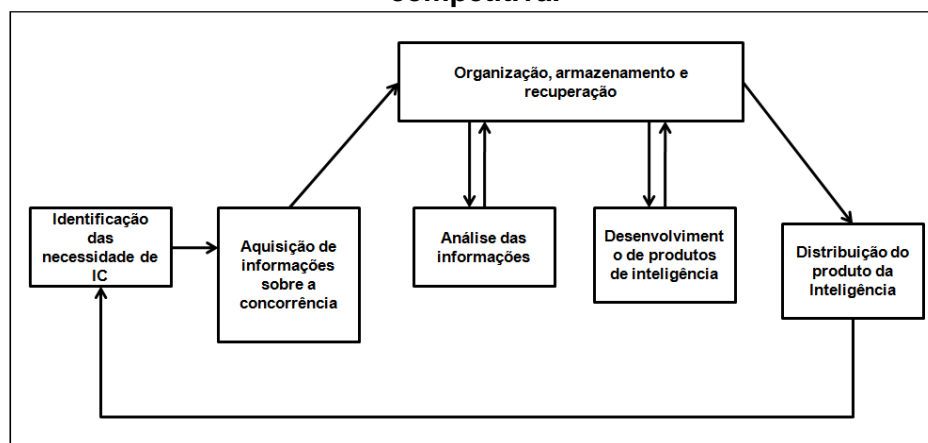 Organização, armazenamento e
recuperação
Identificação
das
necessidade de
IC
Aquisição de
informações
sobre a
concorrência
Análise das
informações
Desenvolviment
o de produtos
de inteligência
Distribuição do
produto da
Inteligência